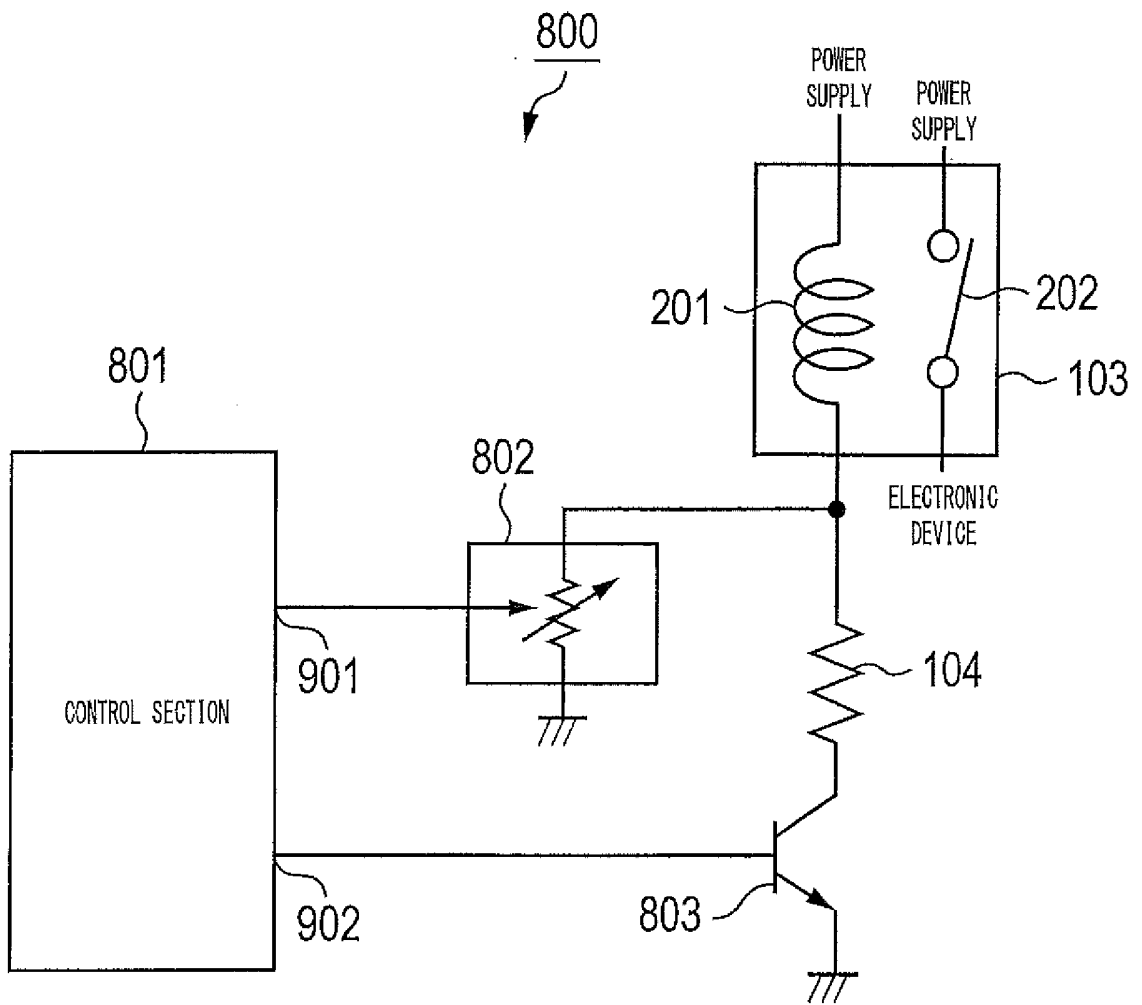 800
POWER
SUPPLY
POWER
SUPPLY
201
202
103
801
802
ELECTRONIC
DEVICE
901
104
CONTROL SECTION
902
803